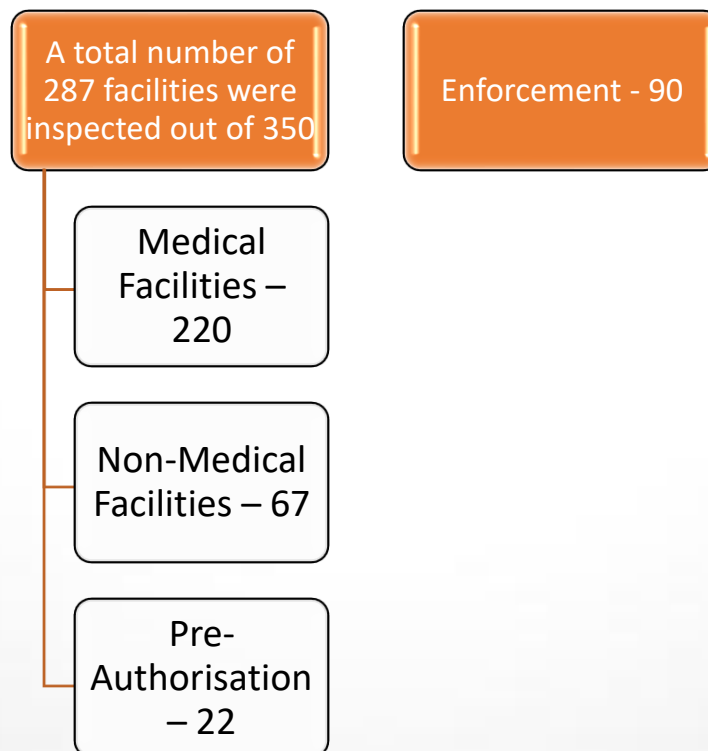 A total number of
287 facilities were
inspected out of 350
Enforcement - 90
Medical
Facilities –
220
Non-Medical
Facilities – 67
Pre-
Authorisation
– 22